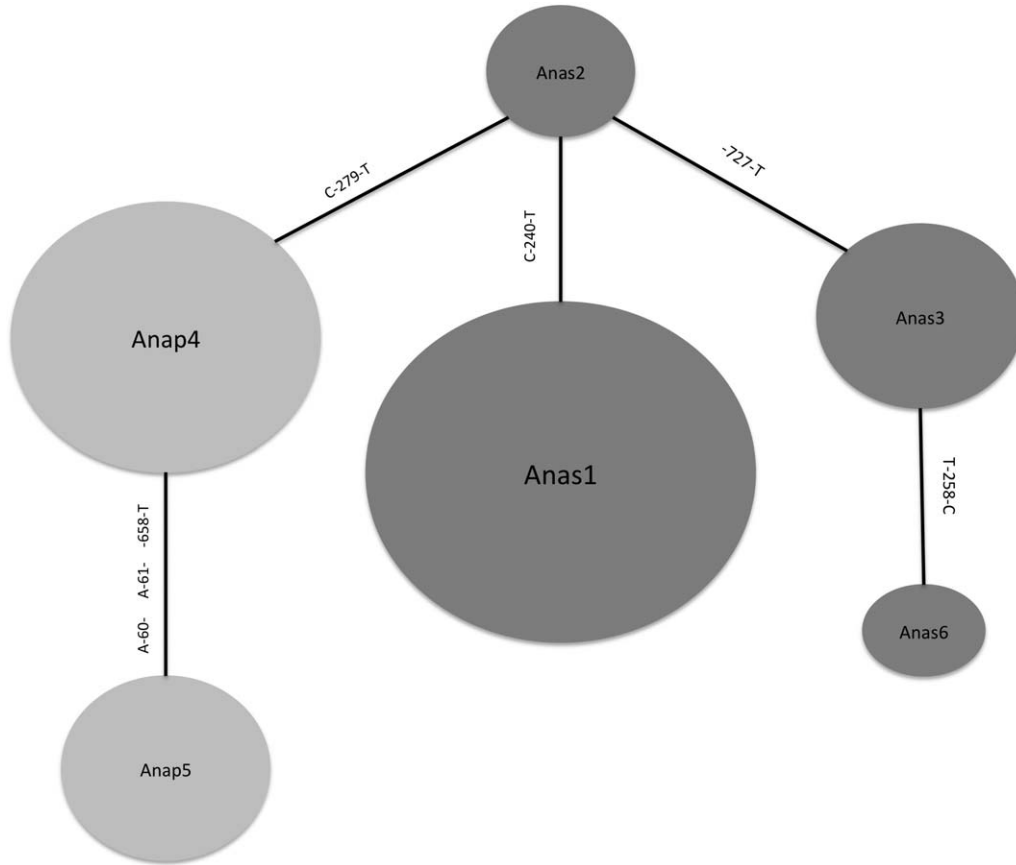 Anas2
C-279-T
C-240-T
-727-T
Anap4
Anas1
Anas3
A-60-   A-61-   -658-T
T-258-C
Anas6
Anap5